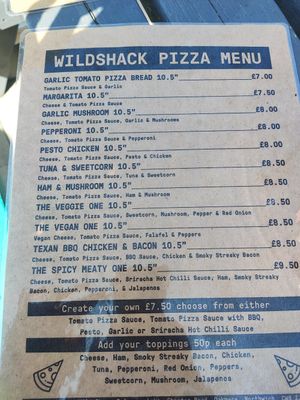 WILDSHACK PIZZA MENU
GARLIC TOMATO PIZZA BREAD 10.5" £7.00
Tomato Pizza Sauce & Garlic
MARGARITA 10.5" £7.50
Cheese & Tomato Pizza Sauce
GARLIC MUSHROOM 10.5" £8.00
Cheese, Tomato Pizza Sauce, Garlic & Mushrooms
PEPPERONI 10.5" £8.00
Cheese, Tomato Pizza Sauce & Pepperoni
PESTO CHICKEN 10.5" £8.00
Cheese, Tomato Pizza Sauce, Pesto & Chicken
TUNA & SWEETCORN 10.5" £8.50
Cheese, Tomato Pizza Sauce, Tuna & Sweetcorn
HAM & MUSHROOM 10.5" £8.50
Cheese, Tomato Pizza Sauce, Ham & Mushroom
THE VEGGIE ONE 10.5" £8.50
Cheese, Tomato Pizza Sauce, Sweetcorn, Mushroom, Pepper & Red Onion
THE VEGAN ONE 10.5" £8.50
Vegan Cheese, Tomato Pizza Sauce, Falafel & Peppers
TEXAN BBQ CHICKEN & BACON 10.5" £8.50
Cheese, Tomato Pizza Sauce, BBQ Sauce, Chicken & Smoky Streaky Bacon
THE SPICY MEATY ONE 10.5" £9.50
Cheese, Tomato Pizza Sauce, Sriracha Hot Chilli Sauce, Ham, Smoky Streaky
Bacon, Chicken, Pepperoni, & Jalapenos
Create your own £7.50 choose from either
Tomato Pizza Sauce, Tomato Pizza Sauce with BBQ,
Pesto, Garlic or Sriracha Hot Chilli Sauce
Add your toppings 50p each
Cheese, Ham, Smoky Streaky Bacon, Chicken,
Tuna, Pepperoni, Red Onion, Peppers,
Sweetcorn, Mushroom, Jalapenos